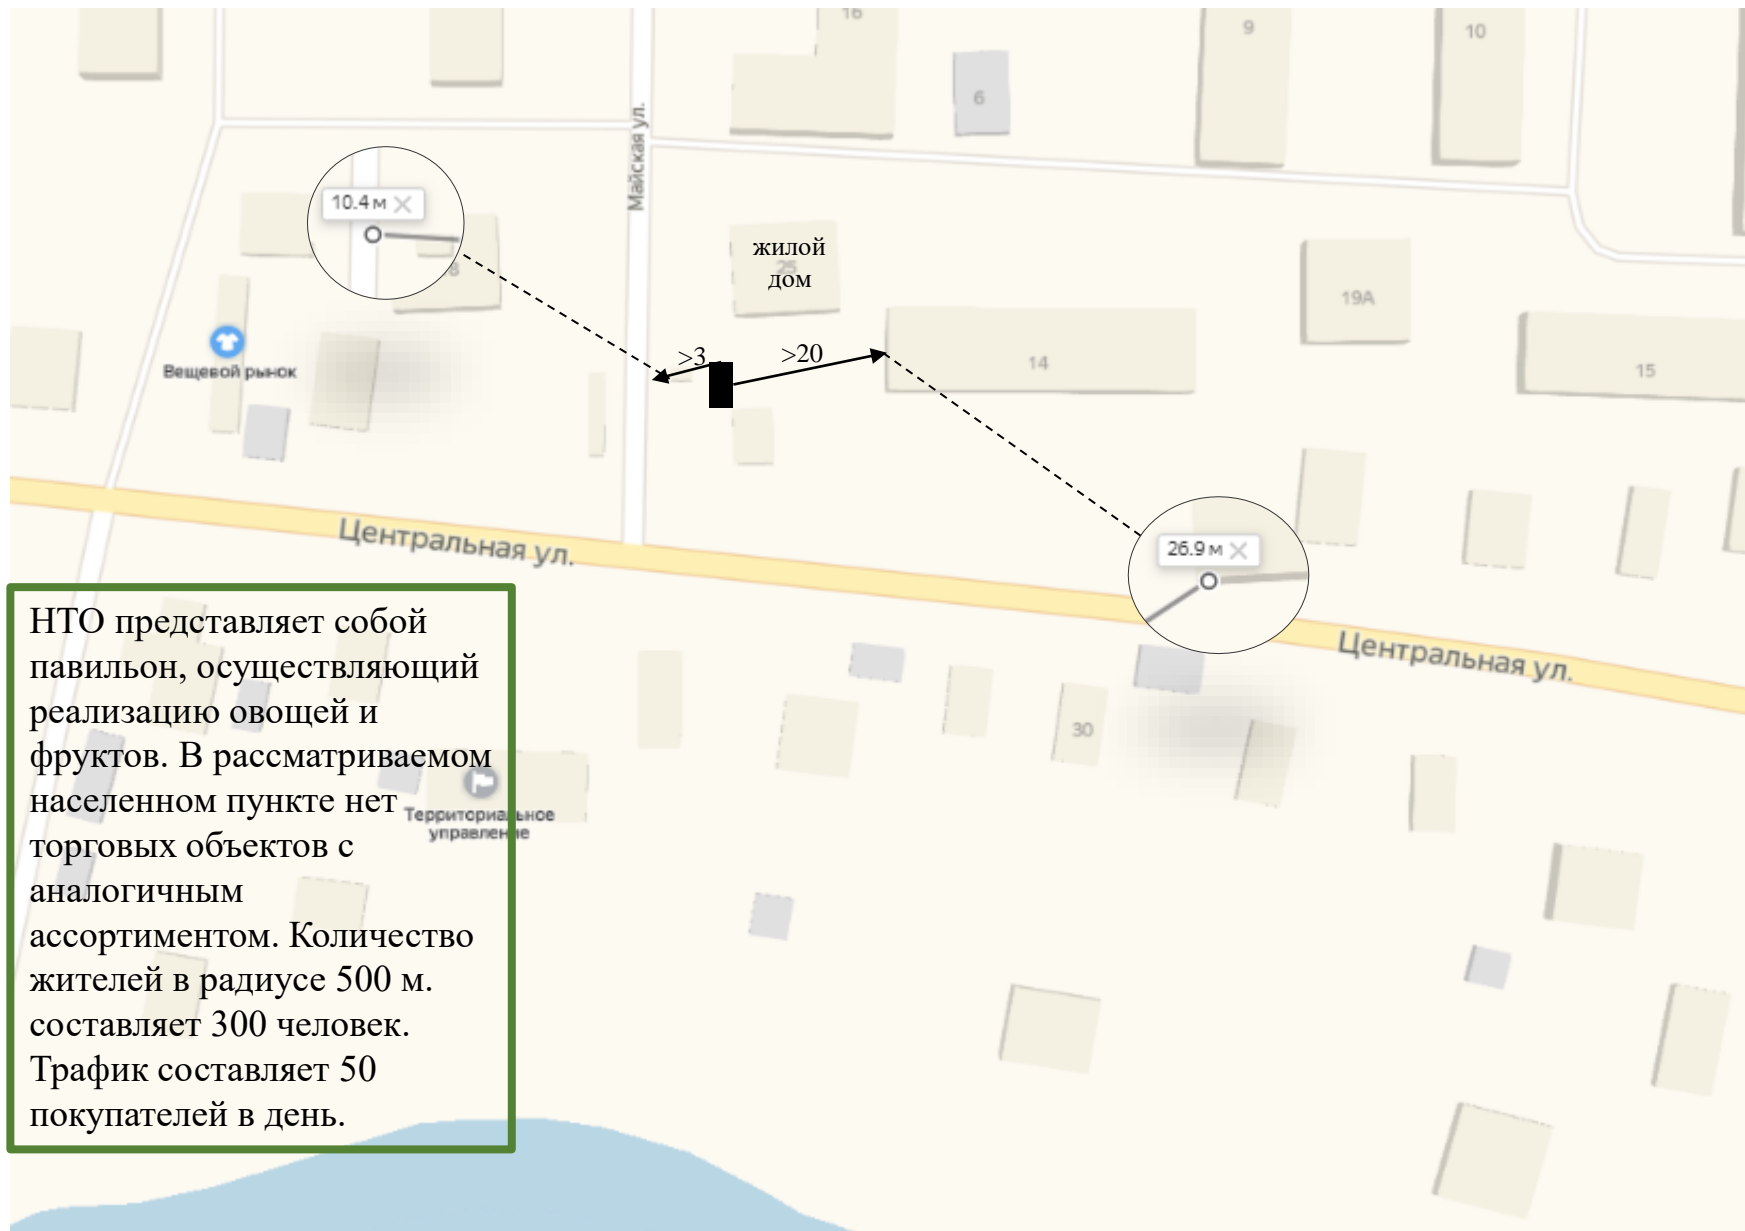 16
9
10
6
Майская ул.
10.4 м
8
жилой
дом
25
19А
Вещевой рынок
>3
>20
14
15
Центральная ул.
26.9 м
Центральная ул.
НТО представляет собой
павильон, осуществляющий
реализацию овощей и
фруктов. В рассматриваемом
населенном пункте нет
торговых объектов с
аналогичным
ассортиментом. Количество
жителей в радиусе 500 м.
составляет 300 человек.
Трафик составляет 50
покупателей в день.
30
Территориальное
управление